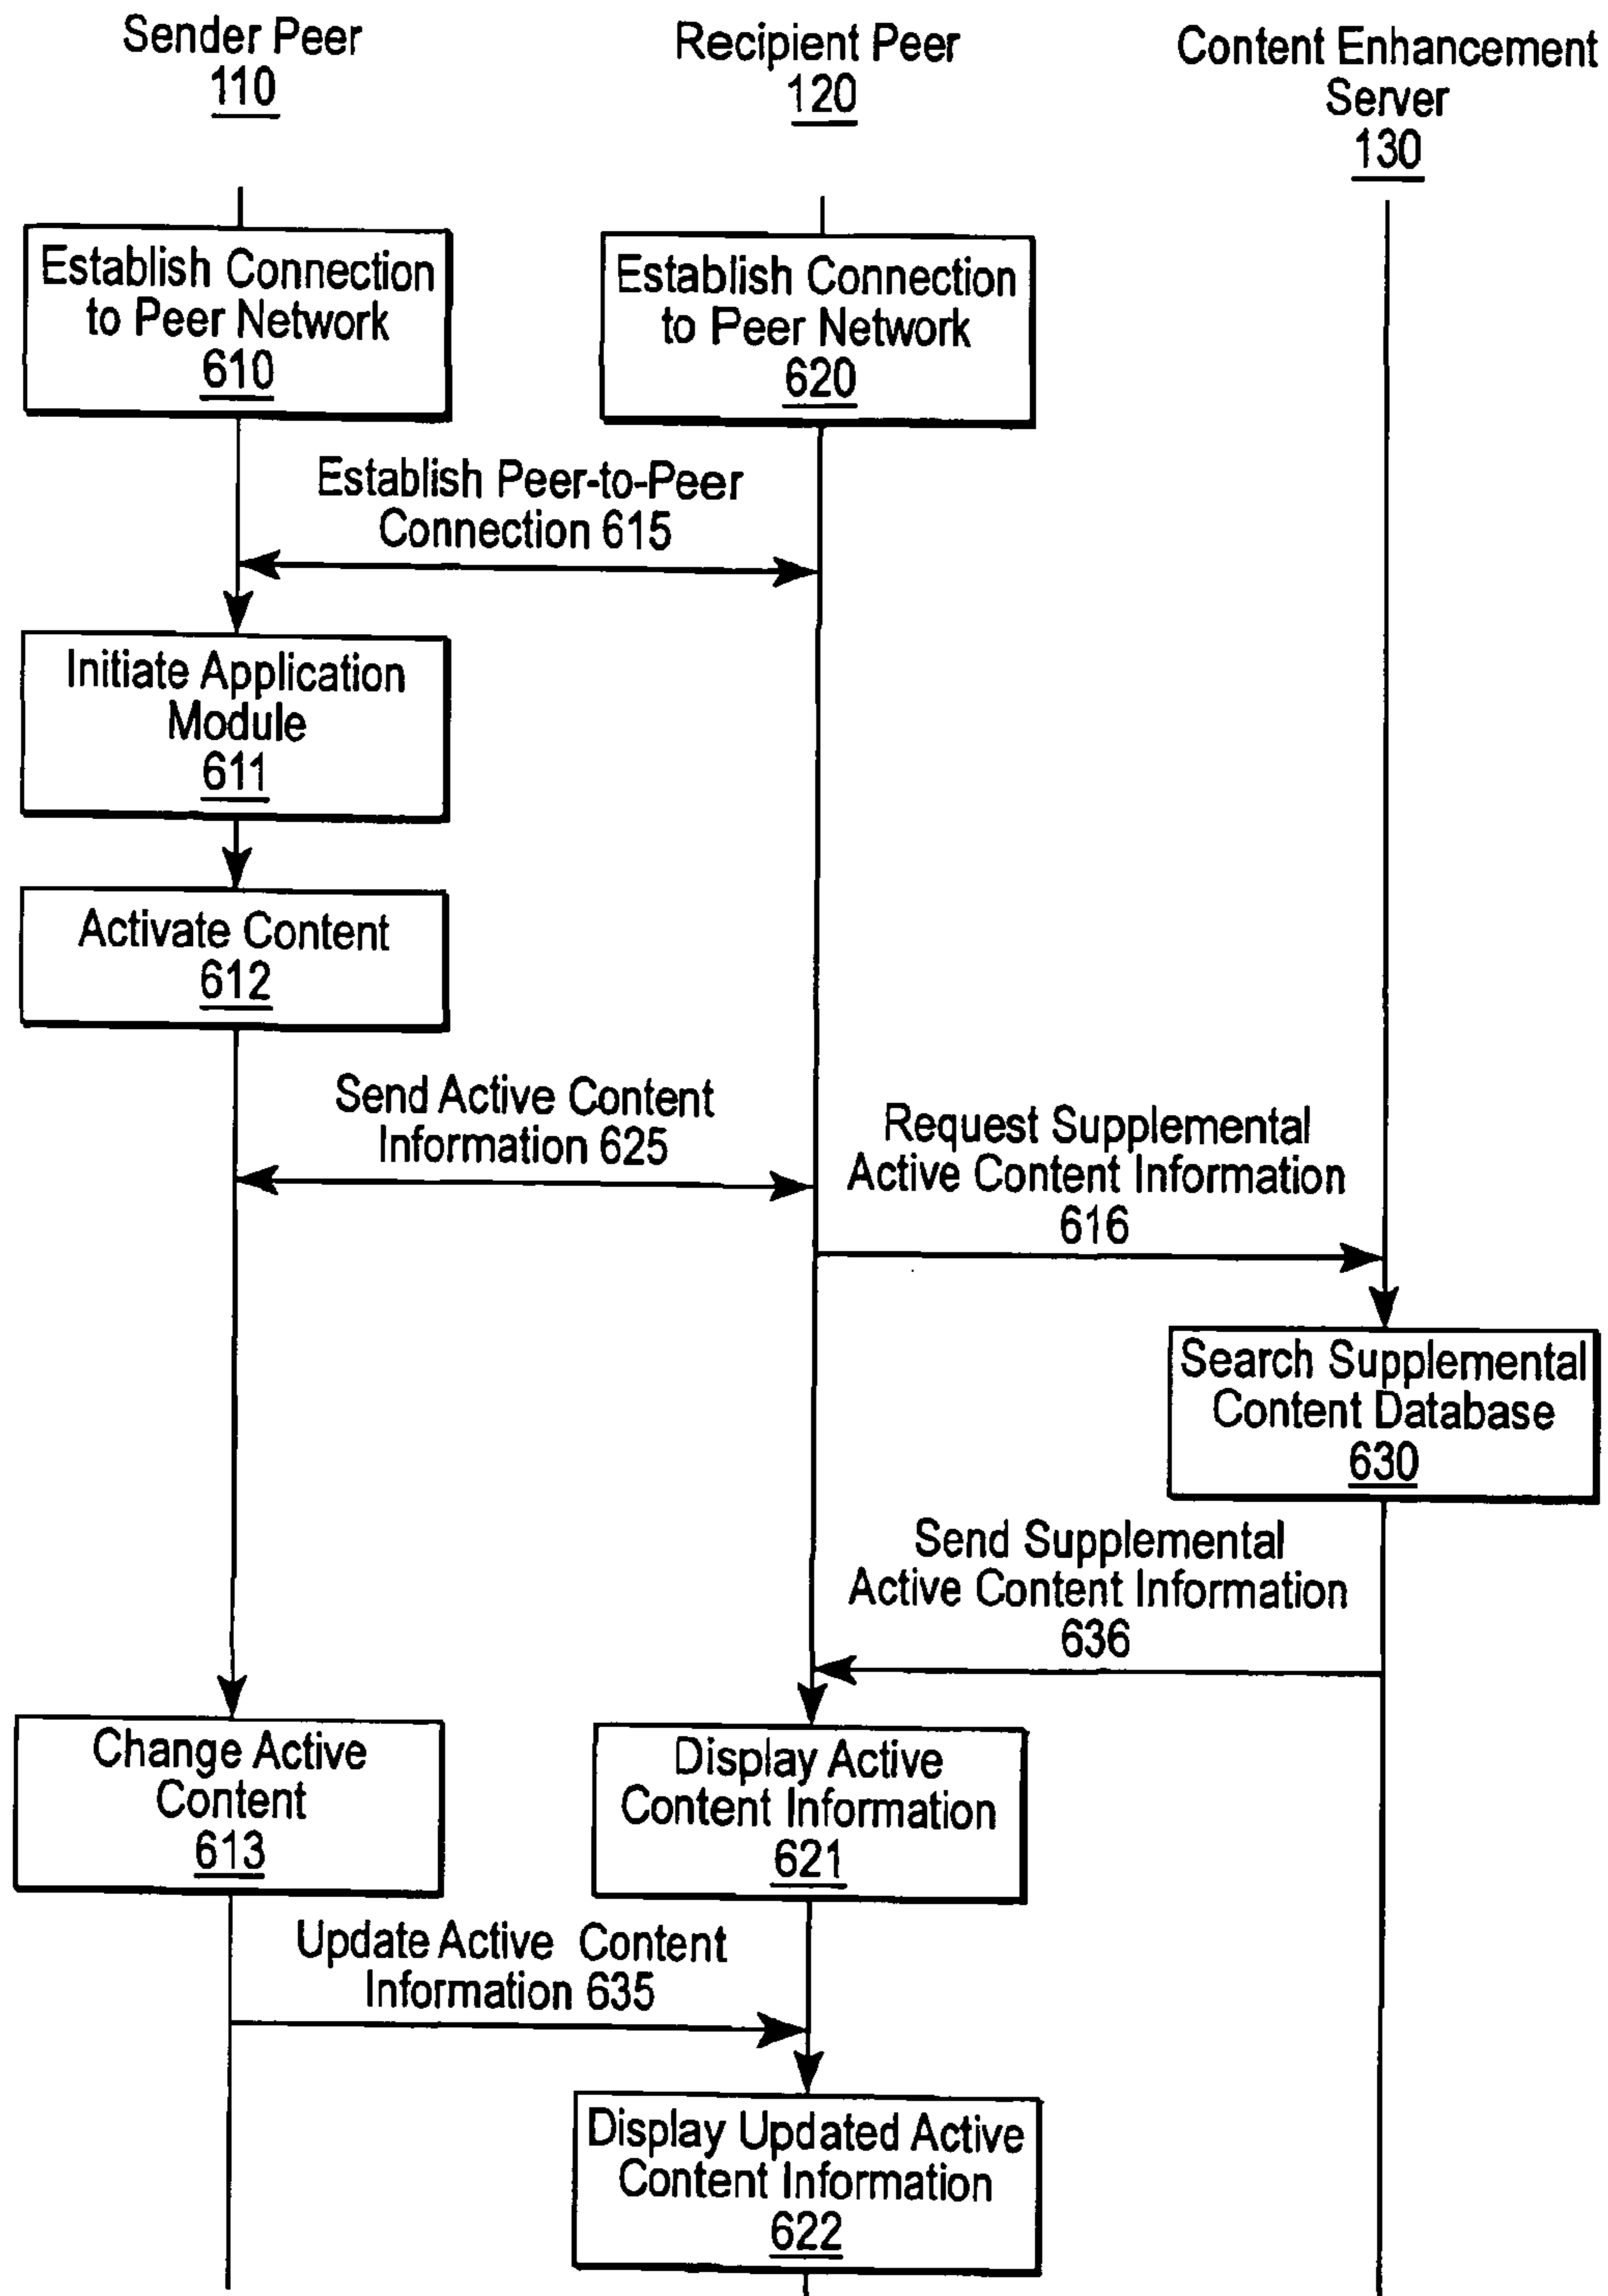 Sender Peer
110
Recipient Peer
120
Content Enhancement
Server
130
Establish Connection
to Peer Network
610
Establish Connection
to Peer Network
620
Establish Peer-to-Peer
Connection 615
Initiate Application
Module
611
Activate Content
612
Send Active Content
Information 625
Request Supplemental
Active Content Information
616
Search Supplemental
Content Database
630
Send Supplemental
Active Content Information
636
Change Active
Content
613
Display Active
Content Information
621
Update Active Content
Information 635
Display Updated Active
Content Information
622